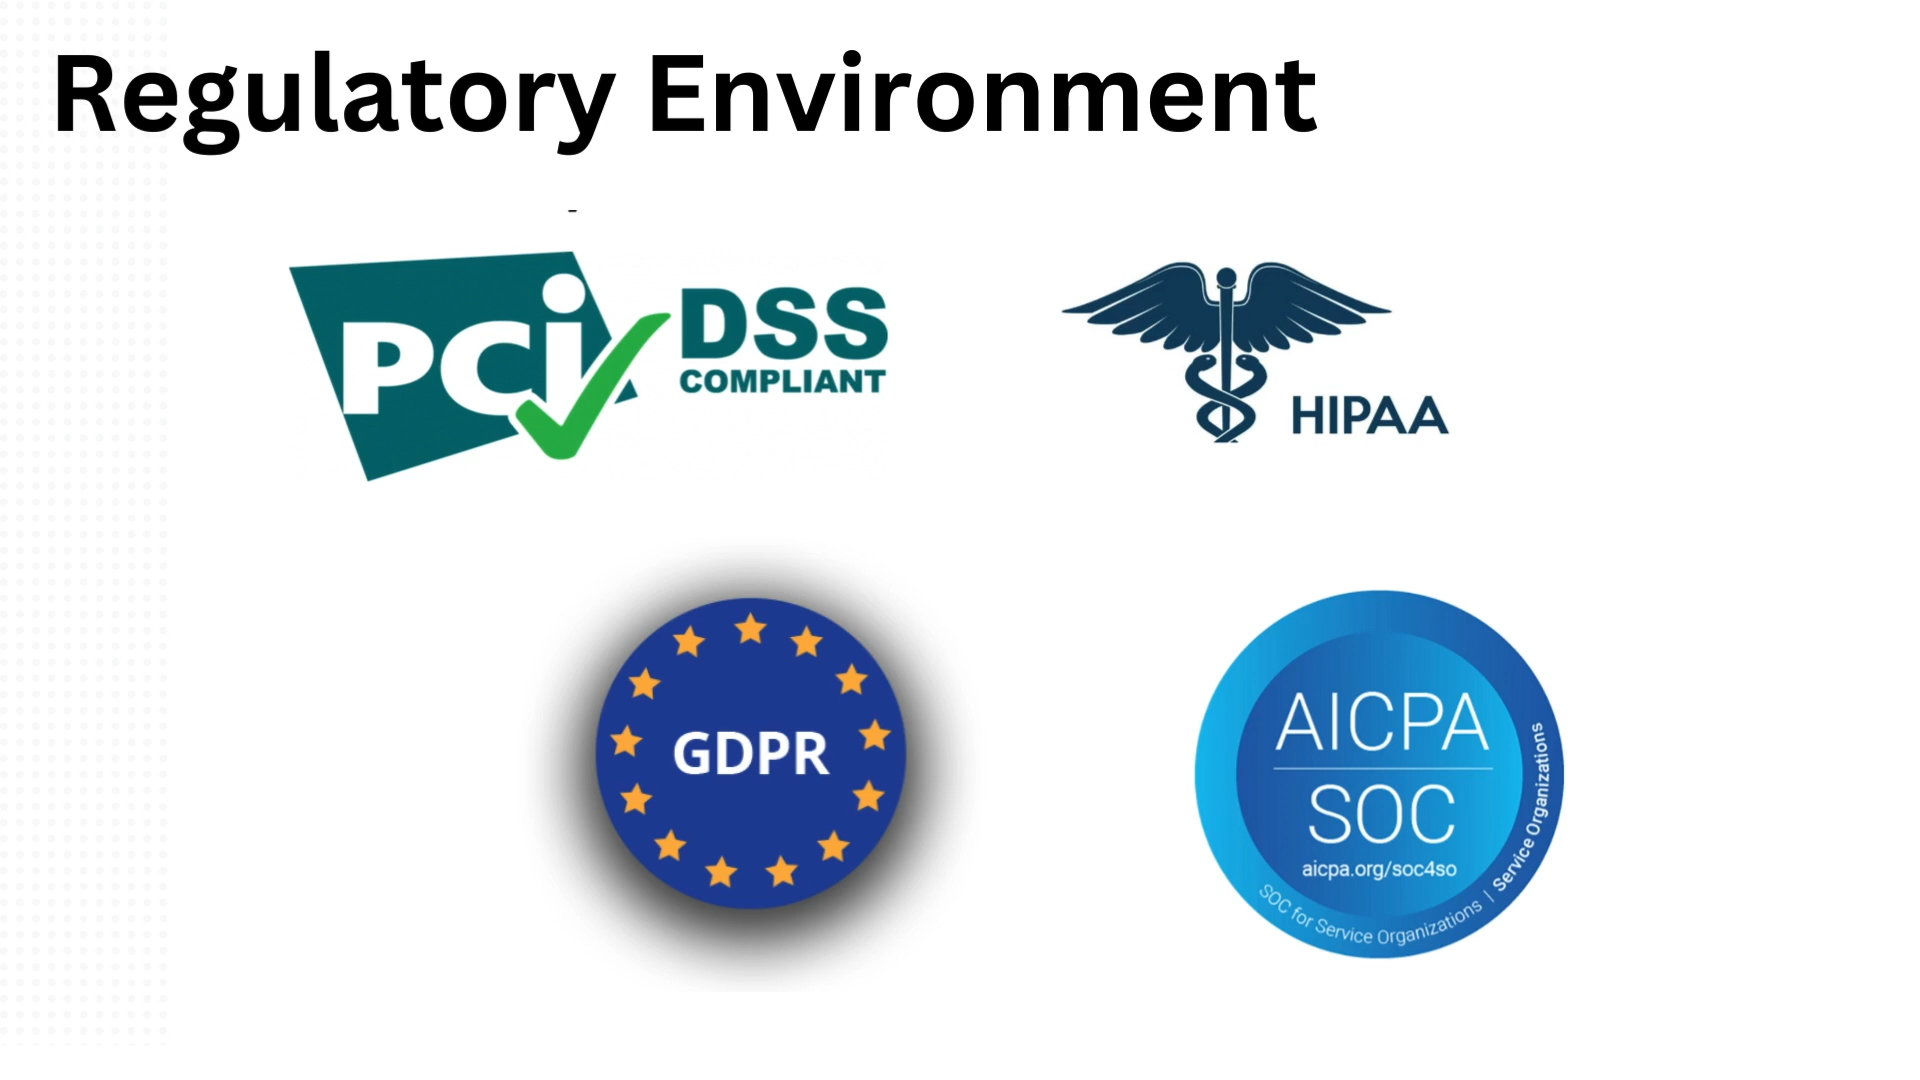 Regulatory Environment
-
PCi DSS
COMPLIANT
HIPAA
GDPR
AICPA
SOC
aicpa.org/soc4so
SOC for Service Organizations | Service Organizations